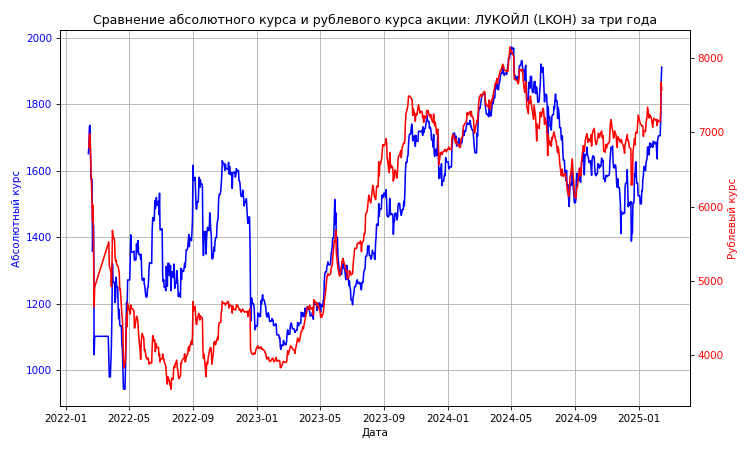 Сравнение абсолютного курса и рублевого курса акции: ЛУКОЙЛ (LKOH) за три года
2000
1800
1600
1400
1200
1000
Абсолютный курс
8000
7000
6000
5000
4000
Рублевый курс
2022-01 2022-05 2022-09 2023-01 2023-05 2023-09 2024-01 2024-05 2024-09 2025-01
Дата